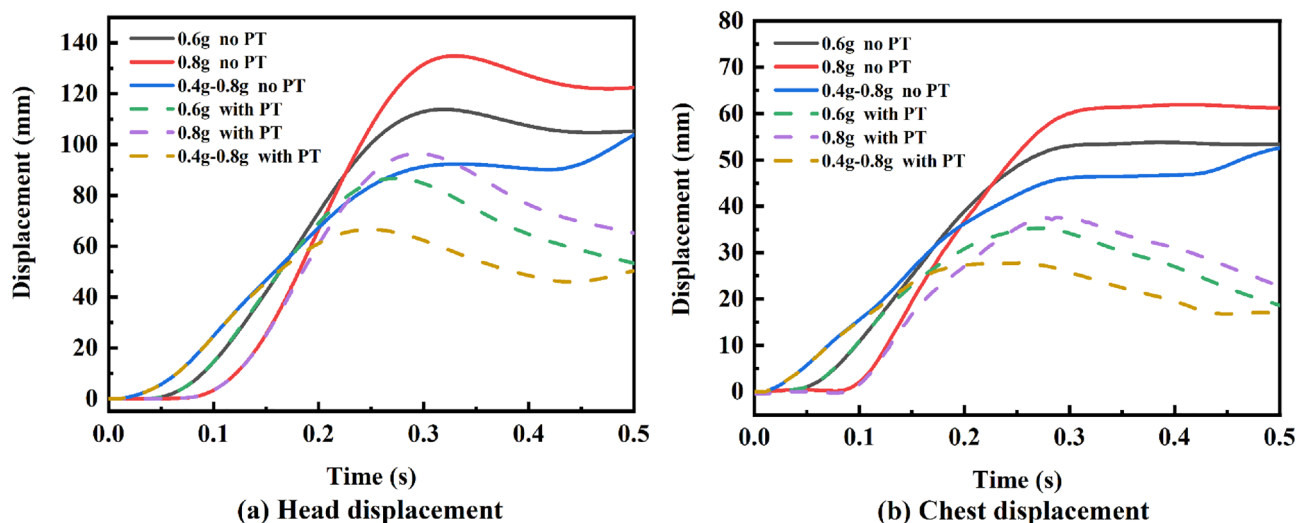 140
120
100
80
60
40
20
0
Displacement (mm)
0.6g no PT
0.8g no PT
0.4g-0.8g no PT
0.6g with PT
0.8g with PT
0.4g-0.8g with PT
0.0 0.1 0.2 0.3 0.4 0.5
Time (s)
(a) Head displacement
80
70
60
50
40
30
20
10
0
Displacement (mm)
0.6g no PT
0.8g no PT
0.4g-0.8g no PT
0.6g with PT
0.8g with PT
0.4g-0.8g with PT
0.0 0.1 0.2 0.3 0.4 0.5
Time (s)
(b) Chest displacement